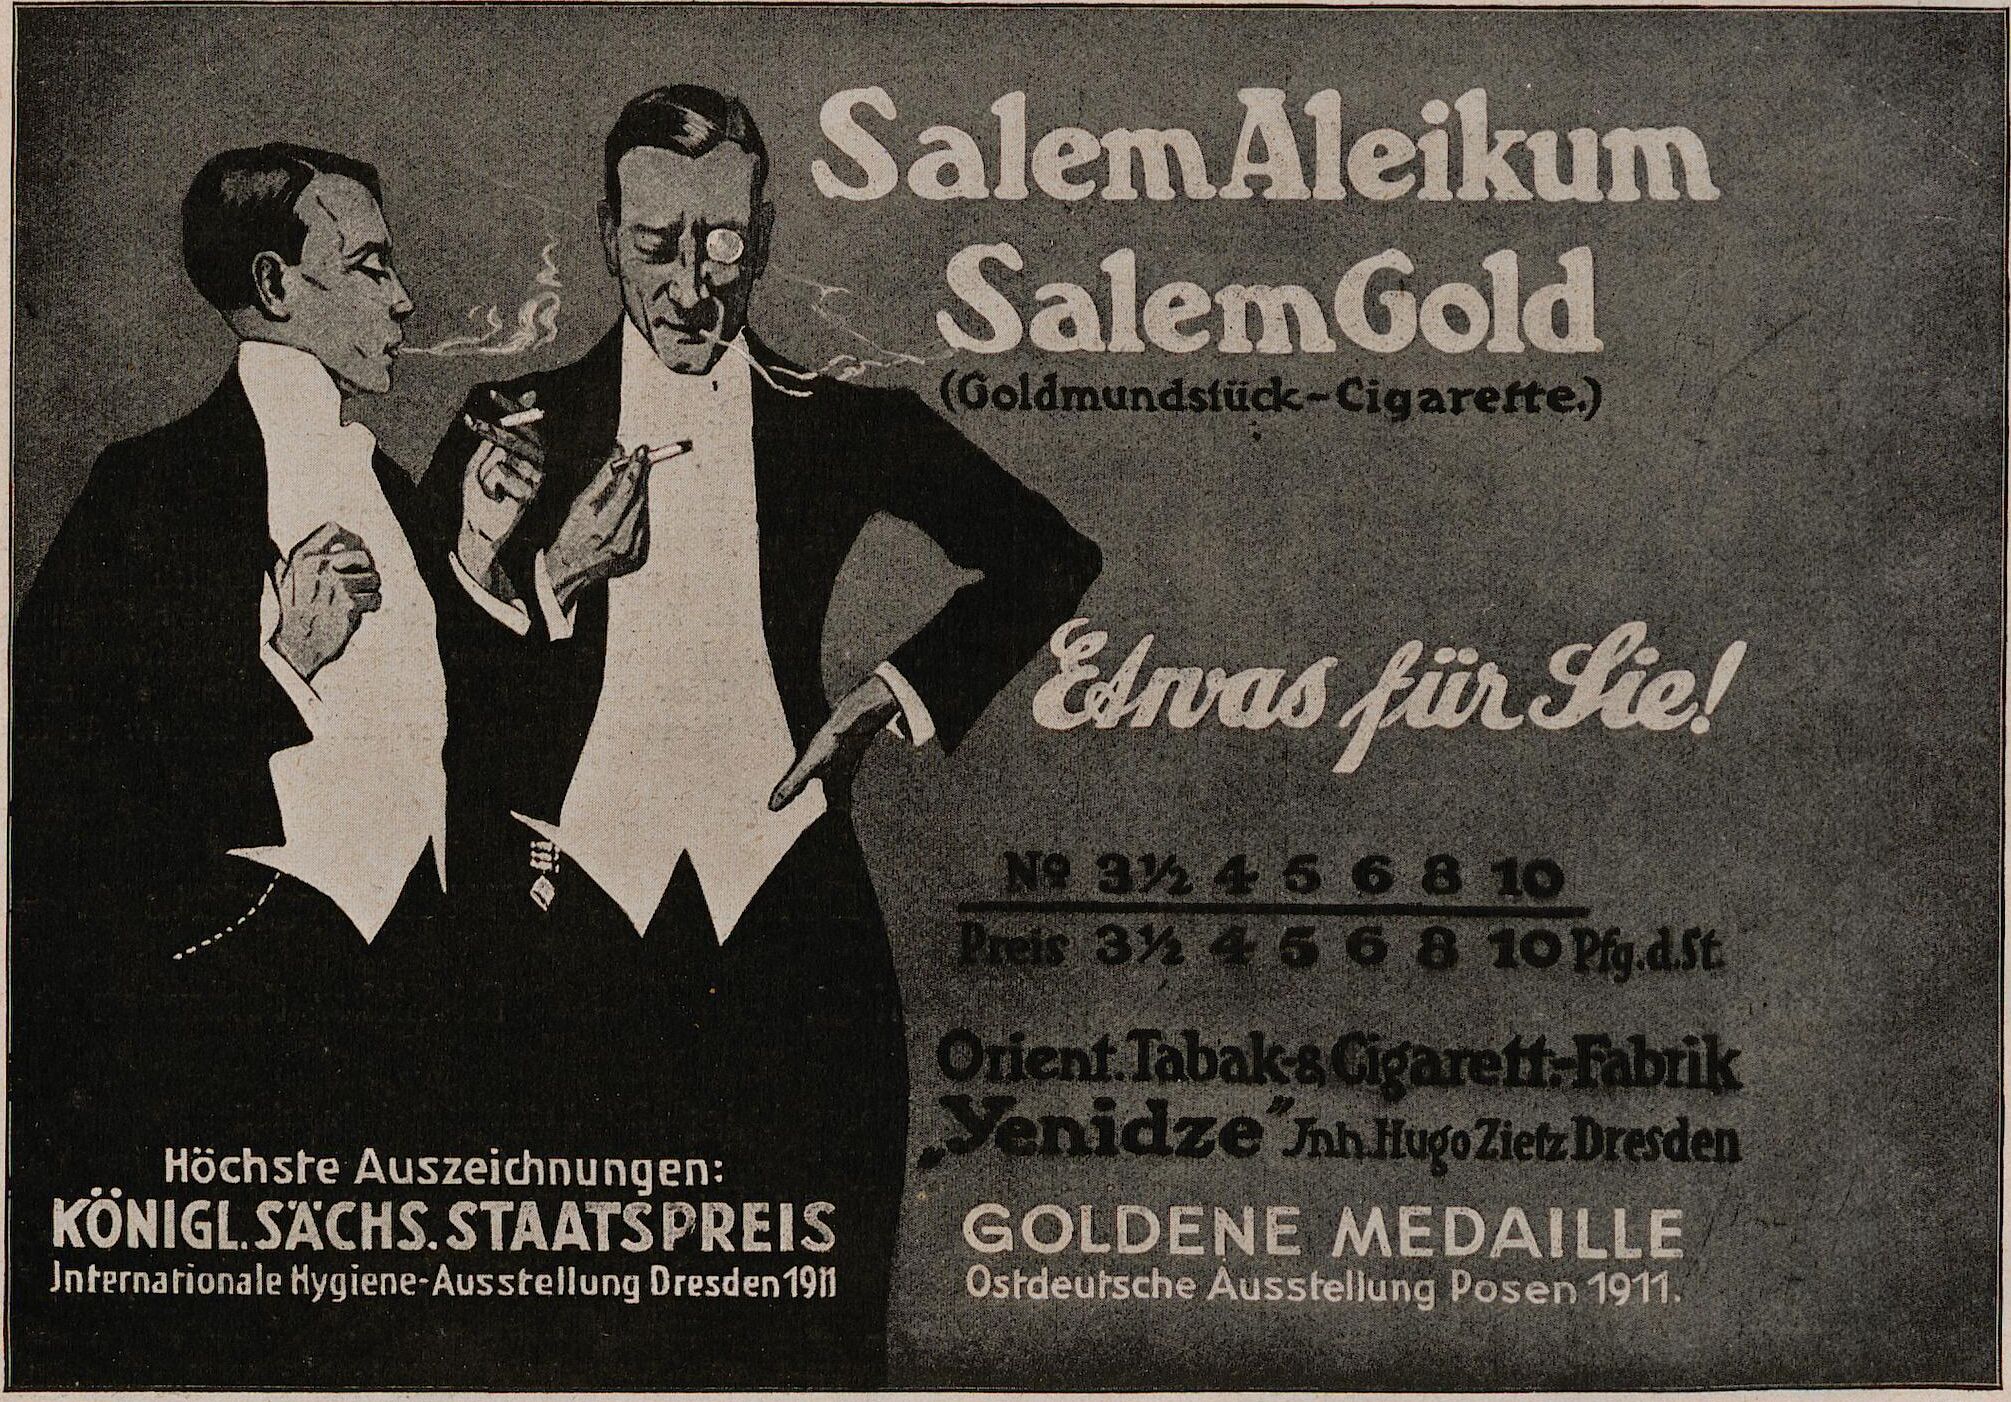 Salem Aleikum
Salem Gold
(Goldmundstück-Cigarette.)
Etwas für Sie!
No 3½ 4 5 6 8 10
Preis 3½ 4 5 6 8 10 Pfg.d.St.
Orient.Tabak-& Cigarett:-Fabrik
„Yenidze" Jnh.Hugo Zietz Dresden
Höchste Auszeichnungen:
KÖNIGL.SÄCHS.STAATSPREIS
Jnternationale Hygiene-Ausstellung Dresden 1911
GOLDENE MEDAILLE
Ostdeutsche Ausstellung Posen 1911.